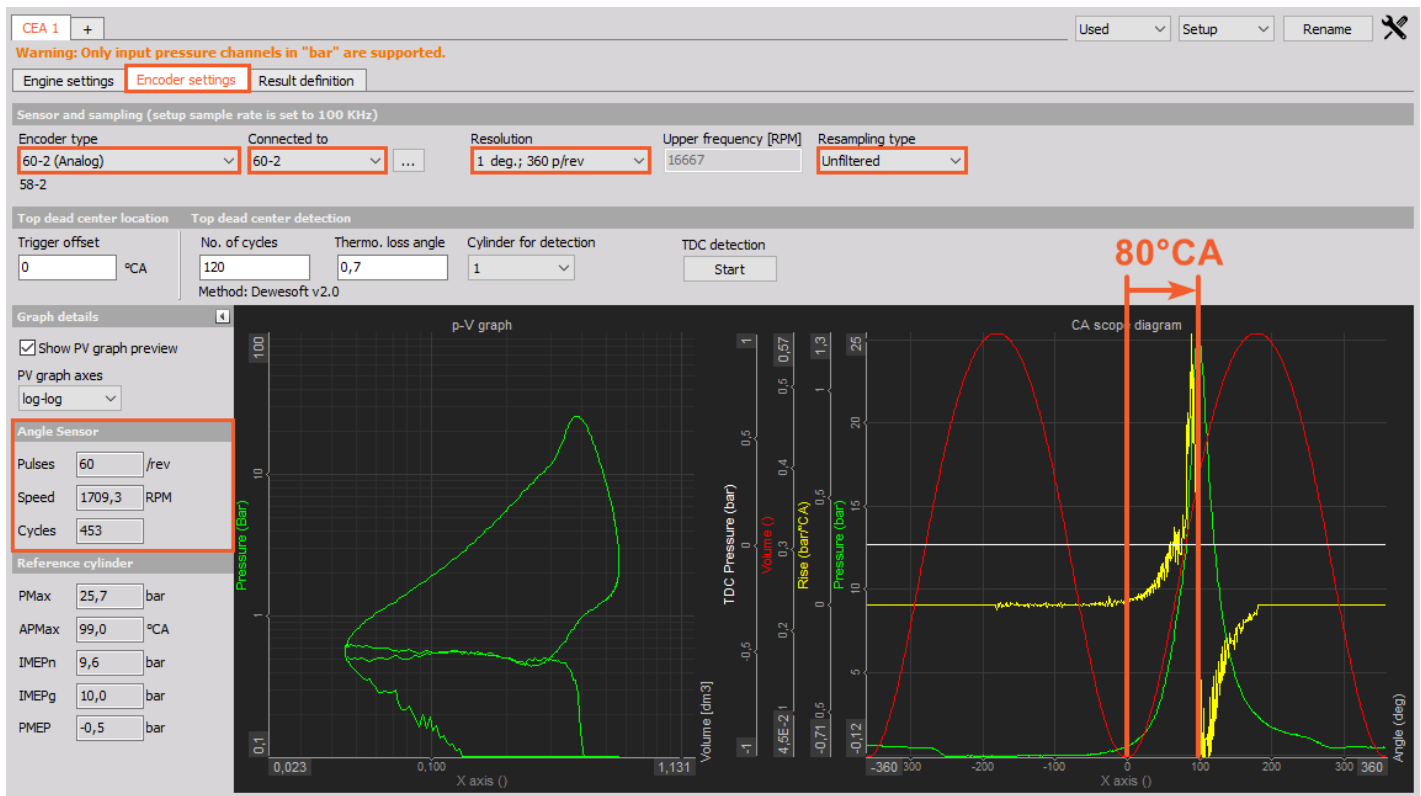 CEA 1 +
Used Setup Rename
Warning: Only input pressure channels in "bar" are supported.
Engine settings Encoder settings Result definition
Sensor and sampling (setup sample rate is set to 100 KHz)
Encoder type Connected to Resolution Upper frequency [RPM] Resampling type
60-2 (Analog) 60-2 ... 1 deg.; 360 p/rev 16667 Unfiltered
58-2
Top dead center location Top dead center detection
Trigger offset No. of cycles Thermo. loss angle Cylinder for detection TDC detection
0 ºCA 120 0,7 1 Start
Method: Dewesoft v2.0
80°CA
Graph details
Show PV graph preview
PV graph axes
log-log
Angle Sensor
Pulses 60 /rev
Speed 1709,3 RPM
Cycles 453
Reference cylinder
PMax 25,7 bar
APMax 99,0 ºCA
IMEPn 9,6 bar
IMEPg 10,0 bar
PMEP -0,5 bar
p-V graph
100
10
1
0,1
Pressure (Bar)
0,023 0,100 1,131
X axis ()
Volume [dm3]
CA scope diagram
1
0,5
0
-0,5
-1
TDC Pressure (bar)
0,57
0,5
0,4
0,3
0,2
1
4,5E-2
Volume ()
1,3
1
0,5
0
0,5
-0,71
Rise (bar/ºCA)
25
20
15
10
5
-0,12
Pressure (bar)
-360 300 -200 -100 0 100 200 300 360
X axis ()
Angle (deg)